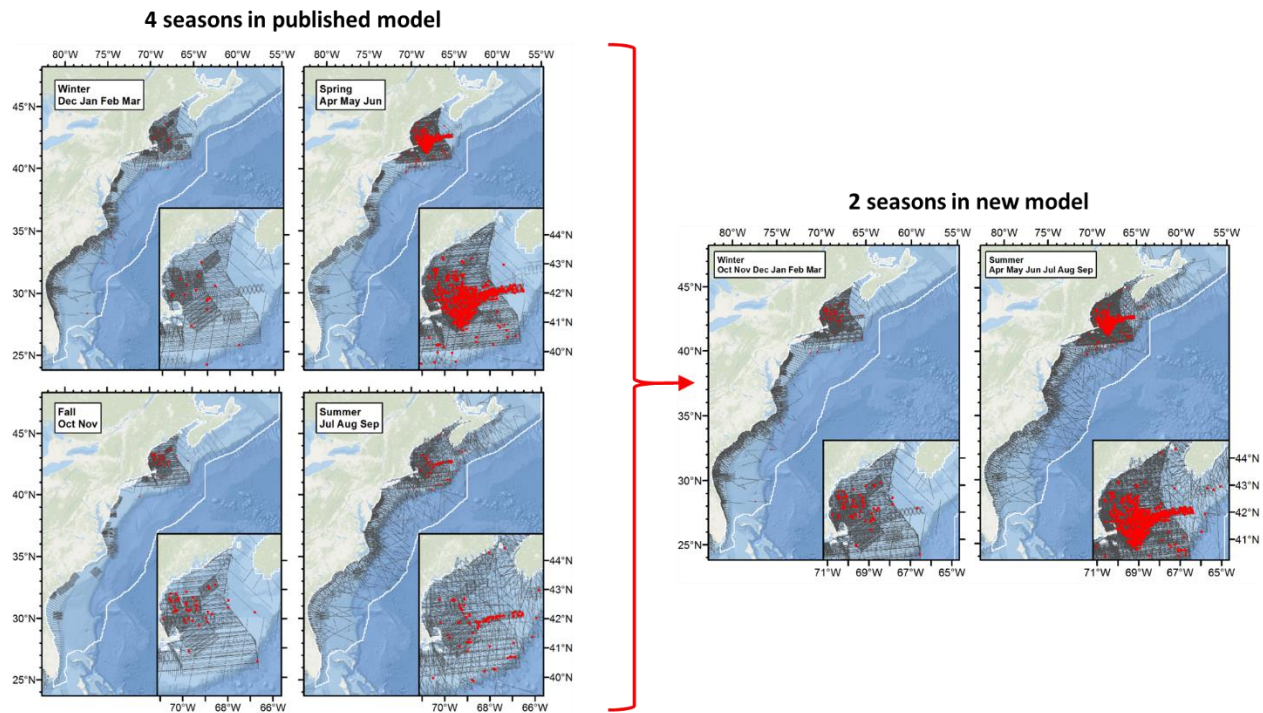 4 seasons in published model
80°W 75°W 70°W 65°W 60°W 55°W
80°W 75°W 70°W 65°W 60°W 55°W
45°N
40°N
35°N
30°N
25°N
Winter
Dec Jan Feb Mar
Spring
Apr May Jun
44°N
43°N
42°N
41°N
40°N
45°N
40°N
35°N
30°N
25°N
Fall
Oct Nov
Summer
Jul Aug Sep
44°N
43°N
42°N
41°N
40°N
70°W 68°W 66°W
70°W 68°W 66°W
2 seasons in new model
80°W 75°W 70°W 65°W 60°W 55°W
80°W 75°W 70°W 65°W 60°W 55°W
45°N
40°N
35°N
30°N
25°N
Winter
Oct Nov Dec Jan Feb Mar
Summer
Apr May Jun Jul Aug Sep
44°N
43°N
42°N
41°N
71°W 69°W 67°W 65°W
71°W 69°W 67°W 65°W